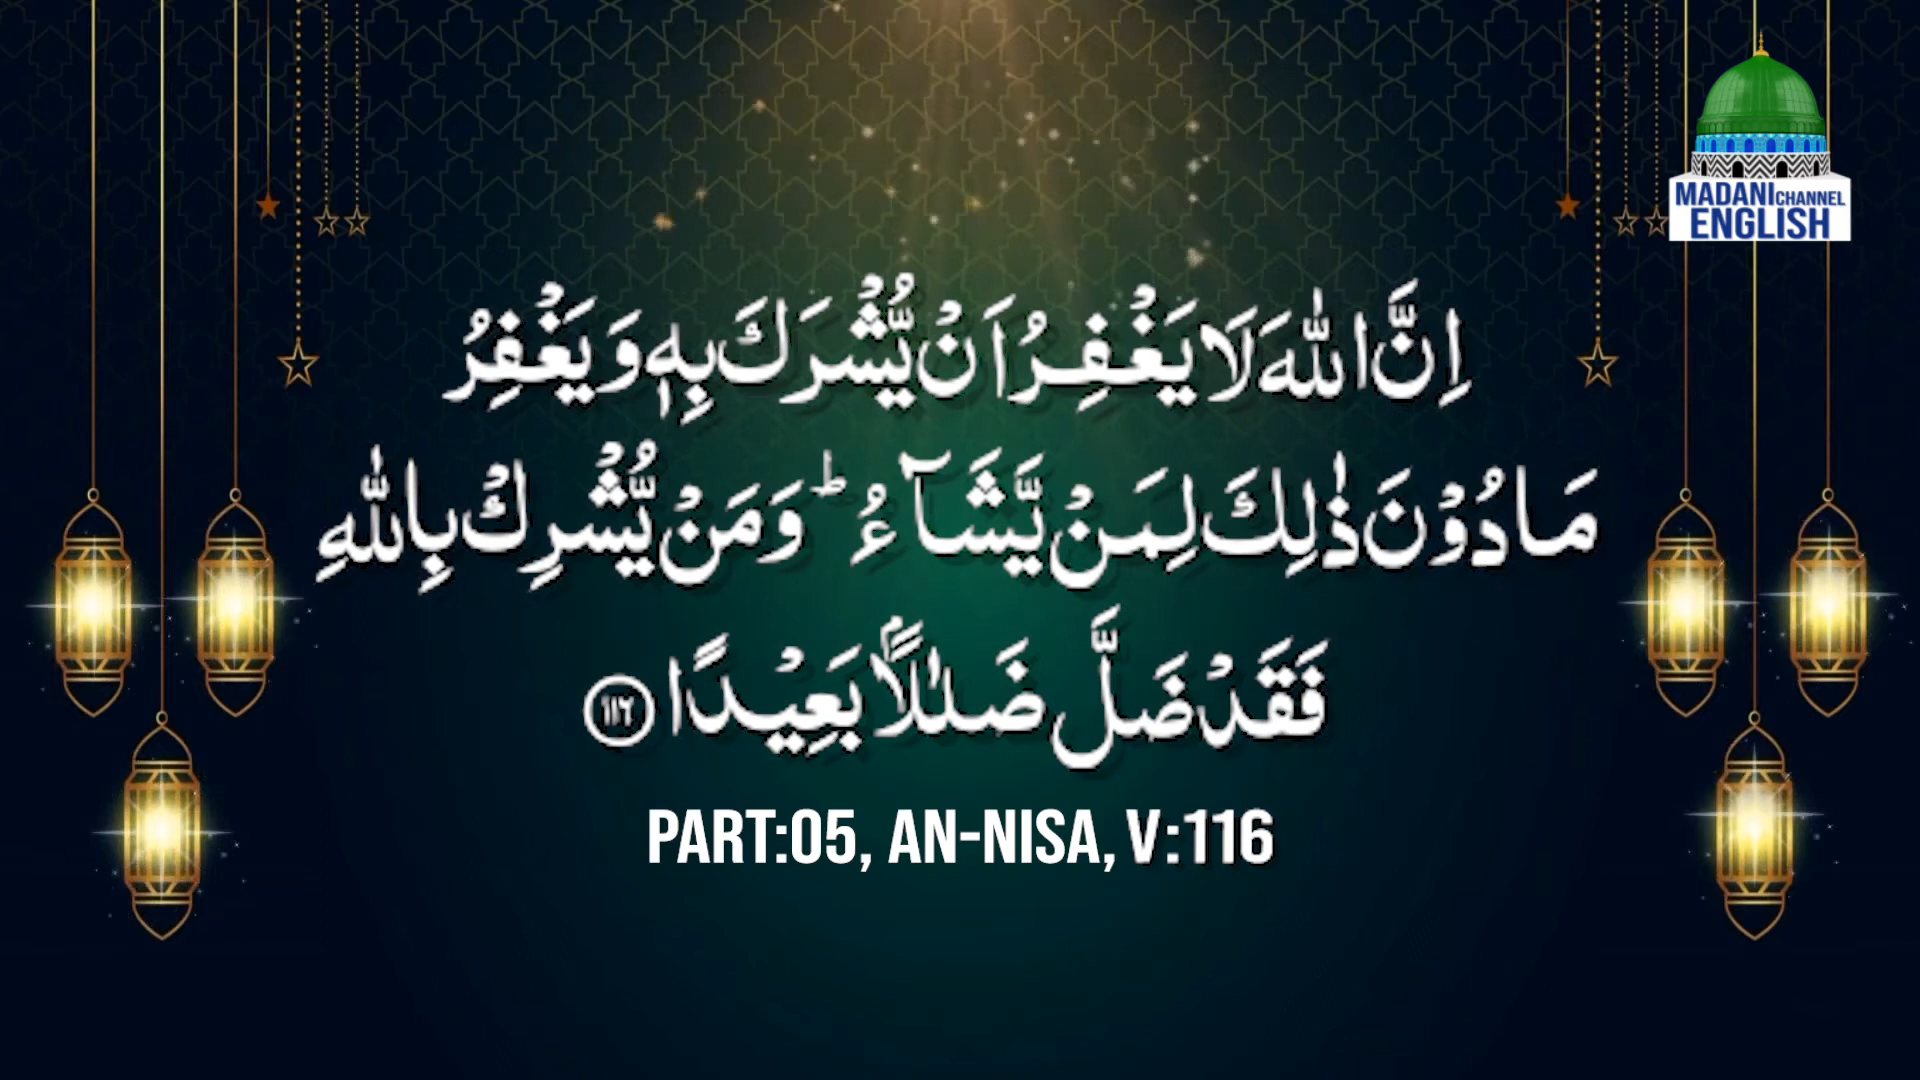 MADANI CHANNEL
ENGLISH
اِنَّ اللّٰهَ لَا یَغْفِرُ اَنْ یُّشْرَكَ بِهٖ وَ یَغْفِرُ
مَا دُوْنَ ذٰلِكَ لِمَنْ یَّشَآءُ ؕ وَ مَنْ یُّشْرِكْ بِاللّٰهِ
فَقَدْ ضَلَّ ضَلٰلًۢا بَعِیْدًا ﴿۱۱۶﴾
PART:05, AN-NISA, V:116